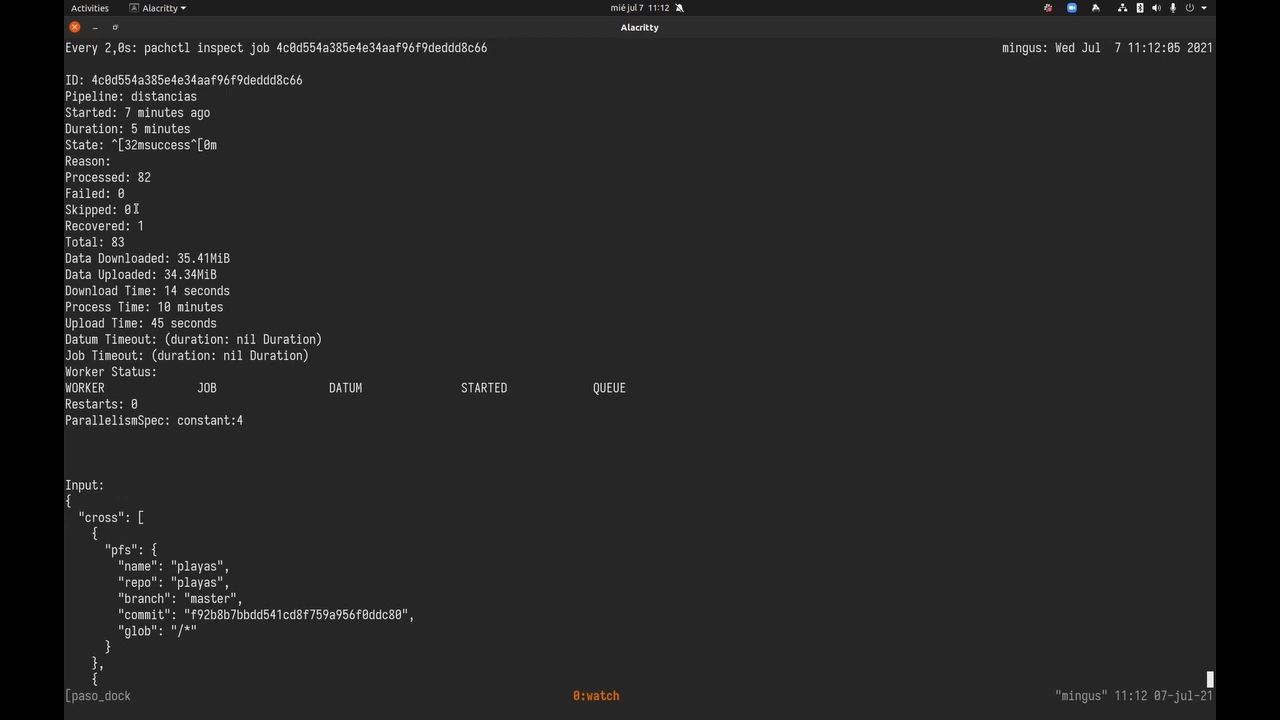 Activities Alacritty mié jul 7 11:12
Alacritty
Every 2,0s: pachctl inspect job 4c0d554a385e4e34aaf96f9deddd8c66 mingus: Wed Jul  7 11:12:05 2021
ID: 4c0d554a385e4e34aaf96f9deddd8c66
Pipeline: distancias
Started: 7 minutes ago
Duration: 5 minutes
State: ^[32msuccess^[0m
Reason:
Processed: 82
Failed: 0
Skipped: 0
Recovered: 1
Total: 83
Data Downloaded: 35.41MiB
Data Uploaded: 34.34MiB
Download Time: 14 seconds
Process Time: 10 minutes
Upload Time: 45 seconds
Datum Timeout: (duration: nil Duration)
Job Timeout: (duration: nil Duration)
Worker Status:
WORKER JOB DATUM STARTED QUEUE
Restarts: 0
ParallelismSpec: constant:4
Input:
{
"cross": [
{
"pfs": {
"name": "playas",
"repo": "playas",
"branch": "master",
"commit": "f92b8b7bbdd541cd8f759a956f0ddc80",
"glob": "/*"
}
},
{
[paso_dock 0:watch "mingus" 11:12 07-jul-21